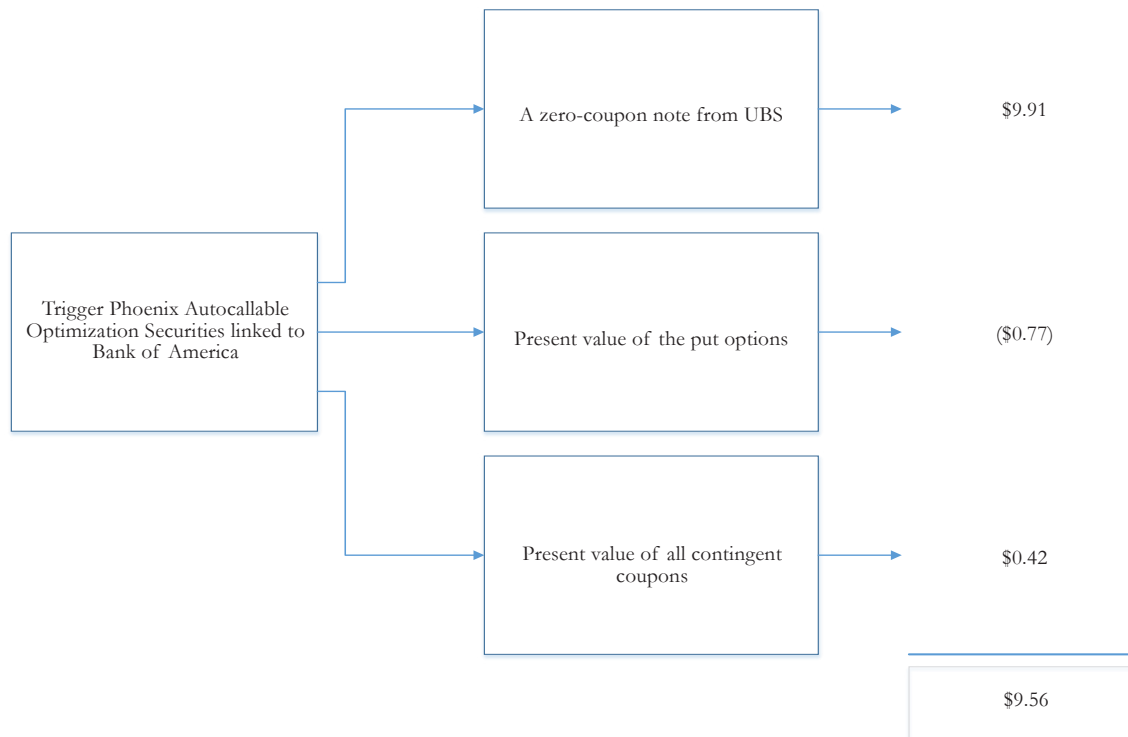 A zero-coupon note from UBS
$9.91
Trigger Phoenix Autocallable
Optimization Securities linked to
Bank of America
Present value of the put options
($0.77)
Present value of all contingent
coupons
$0.42
$9.56